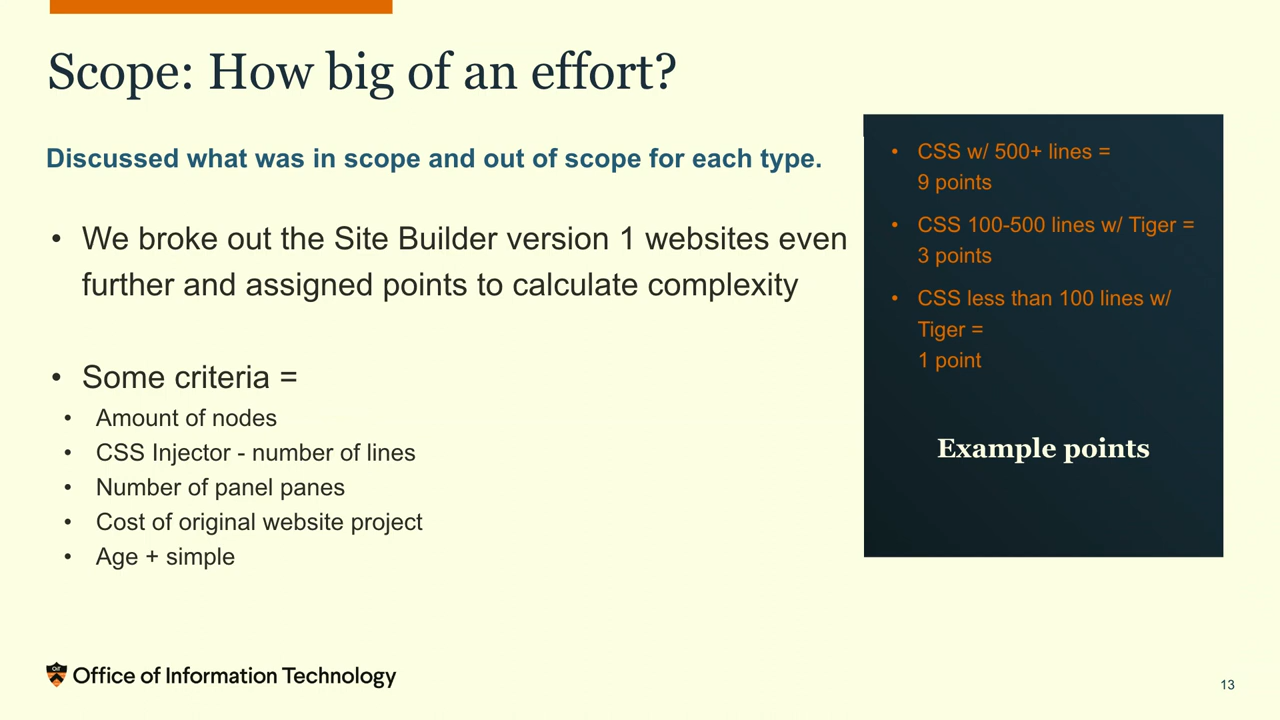 Scope: How big of an effort?
Discussed what was in scope and out of scope for each type.
• We broke out the Site Builder version 1 websites even
further and assigned points to calculate complexity
• Some criteria =
• Amount of nodes
• CSS Injector - number of lines
• Number of panel panes
• Cost of original website project
• Age + simple
• CSS w/ 500+ lines =
9 points
• CSS 100-500 lines w/ Tiger =
3 points
• CSS less than 100 lines w/
Tiger =
1 point
Example points
Office of Information Technology
13